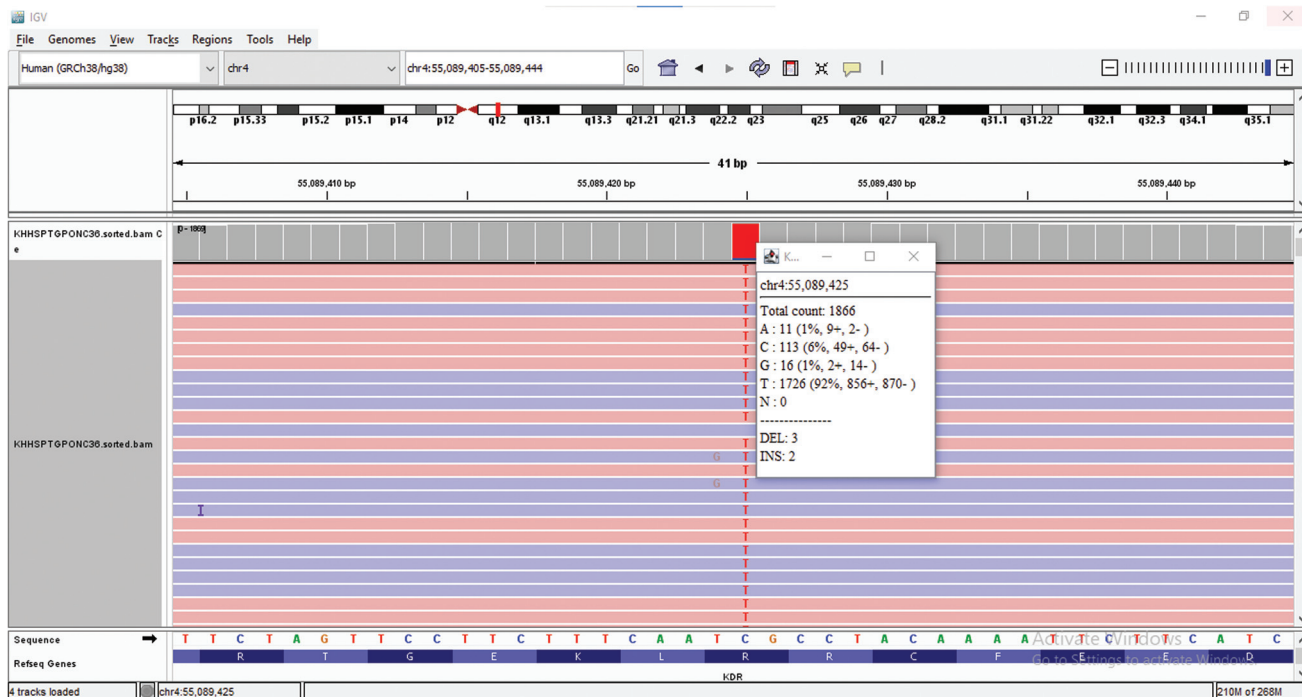 IGV
File Genomes View Tracks Regions Tools Help
Human (GRCh38/hg38) chr4 chr4:55,089,405-55,089,444 Go
p16.2 p15.33 p15.2 p15.1 p14 p12 q12 q13.1 q13.3 q21.21 q21.3 q22.2 q23 q25 q26 q27 q28.2 q31.1 q31.22 q32.1 q32.3 q34.1 q35.1
41 bp
55,089,410 bp 55,089,420 bp 55,089,430 bp 55,089,440 bp
KHHSPTGPONC36.sorted.bam C
e
[0 - 1869]
K...
chr4:55,089,425
Total count: 1866
A : 11 (1%, 9+, 2- )
C : 113 (6%, 49+, 64- )
G : 16 (1%, 2+, 14- )
T : 1726 (92%, 856+, 870- )
N : 0
---------------
DEL: 3
INS: 2
T
T
T
T
T
T
T
T
T
T
T
T
T
G T
T
G T
T
T
T
T
T
T
T
T
T
T
I
KHHSPTGPONC36.sorted.bam
Sequence T T C T A G T T C C T T C T T T C A A T C G C C T A C A A A A T T C T T C A T C
Refseq Genes R T G E K L R R C F E E D
KDR
Activate Windows
Go to Settings to activate Windows.
4 tracks loaded chr4:55,089,425 210M of 268M